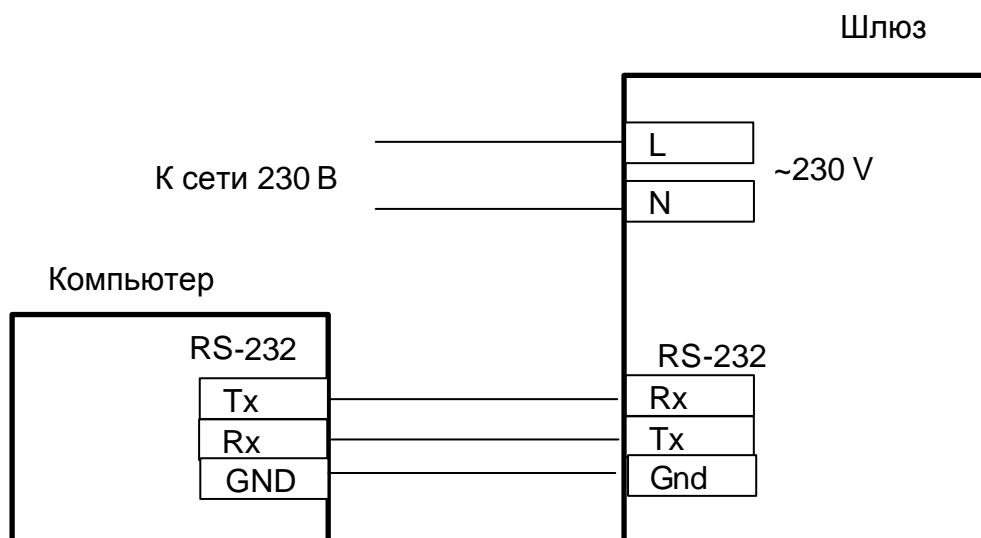 Шлюз
L
К сети 230 В
~230 V
N
Компьютер
RS-232
RS-232
Tx
Rx
Rx
Tx
GND
Gnd